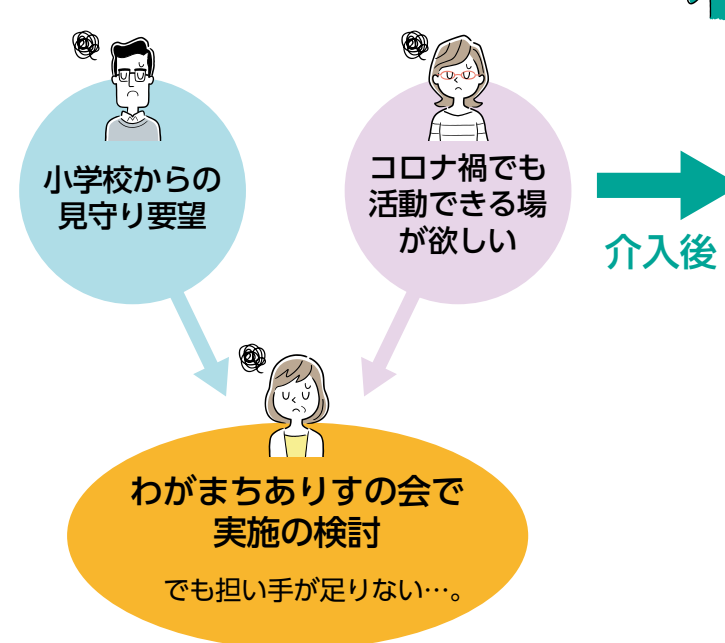 小学校からの
見守り要望
コロナ禍でも
活動できる場
が欲しい
介入後
わがまちありすの会で
実施の検討
でも担い手が足りない…。